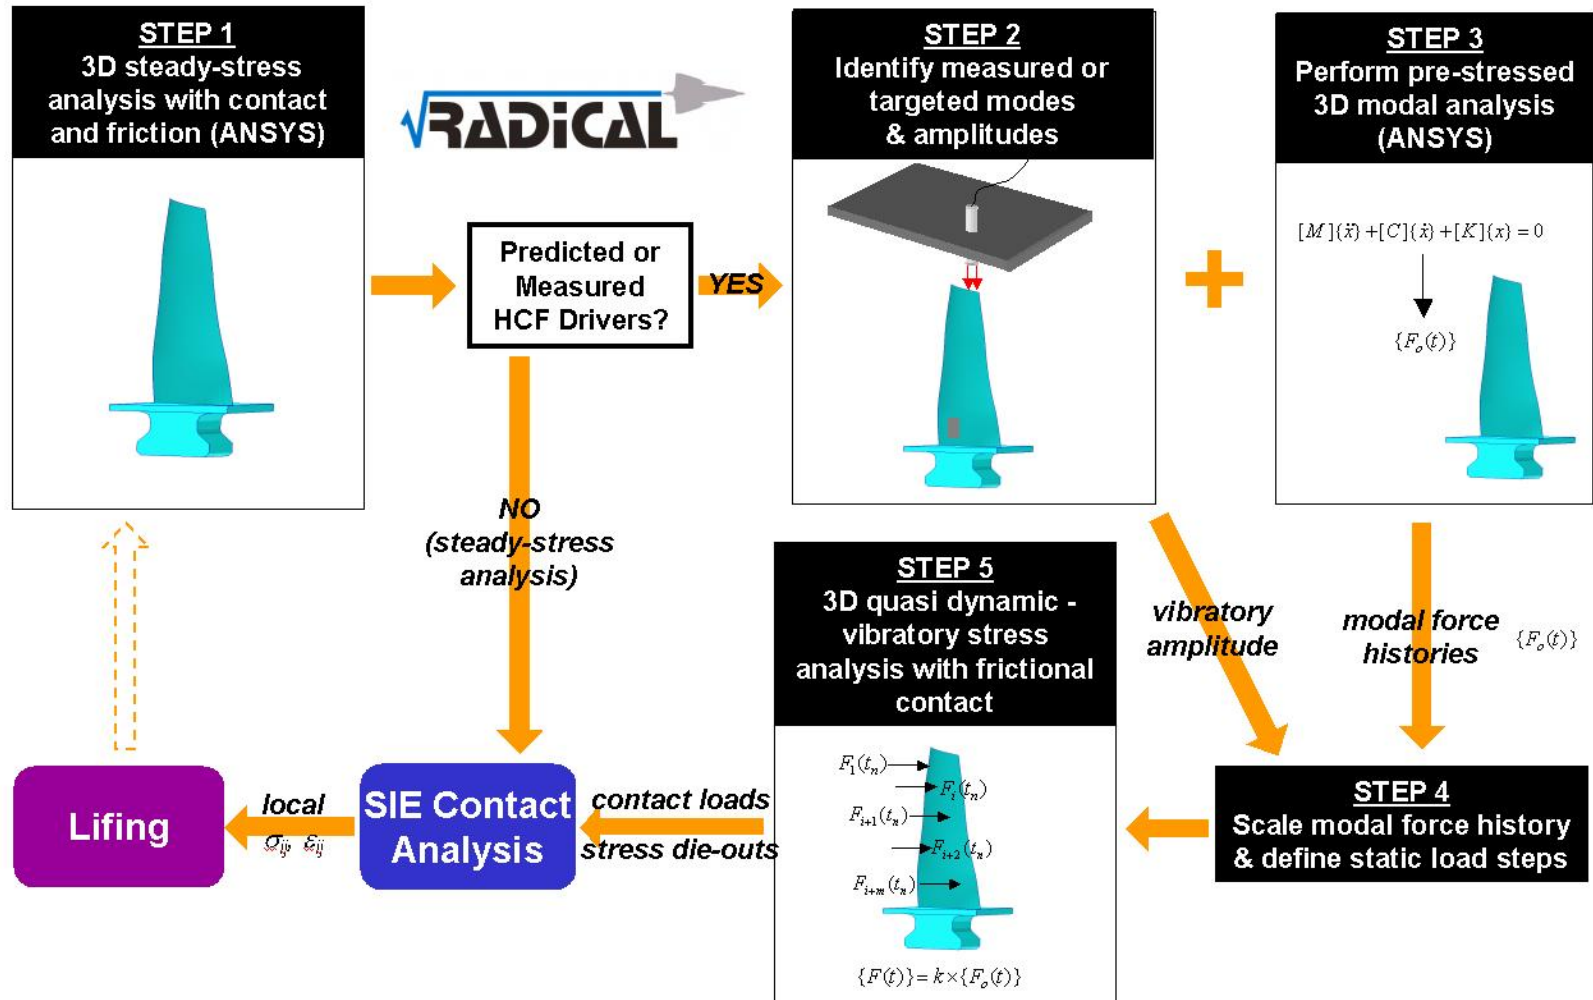 STEP 1
3D steady-stress
analysis with contact
and friction (ANSYS)
√RADiCAL
STEP 2
Identify measured or
targeted modes
& amplitudes
STEP 3
Perform pre-stressed
3D modal analysis
(ANSYS)
[M]{ẍ}+[C]{ẋ}+[K]{x}=0
{F_o(t)}
Predicted or
Measured
HCF Drivers?
YES
NO
(steady-stress
analysis)
vibratory
amplitude
modal force
histories
{F_o(t)}
STEP 4
Scale modal force history
& define static load steps
STEP 5
3D quasi dynamic -
vibratory stress
analysis with frictional
contact
F_1(t_n)
F_i(t_n)
F_{i+1}(t_n)
F_{i+2}(t_n)
F_{i+m}(t_n)
{F(t)}=k×{F_o(t)}
contact loads
stress die-outs
SIE Contact
Analysis
local
σ_ij, ε_ij
Lifing